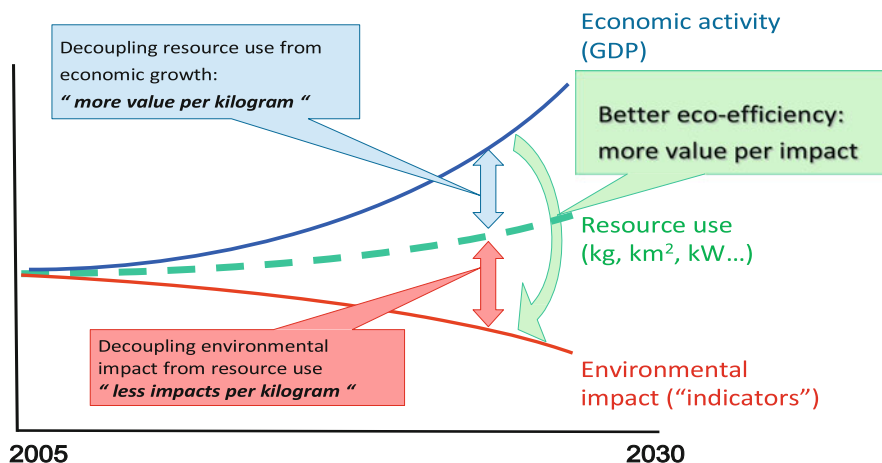 Economic activity
(GDP)
Decoupling resource use from
economic growth:
“ more value per kilogram “
Better eco-efficiency:
more value per impact
Resource use
(kg, km², kW...)
Decoupling environmental
impact from resource use
“ less impacts per kilogram “
Environmental
impact (“indicators”)
2005
2030